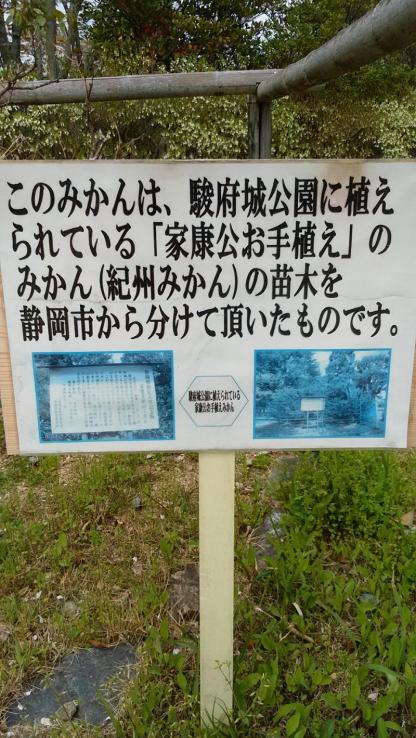 このみかんは、駿府城公園に植え
られている「家康公お手植え」の
みかん(紀州みかん)の苗木を
静岡市から分けて頂いたものです。
駿府城公園に植えられている
家康公お手植えみかん